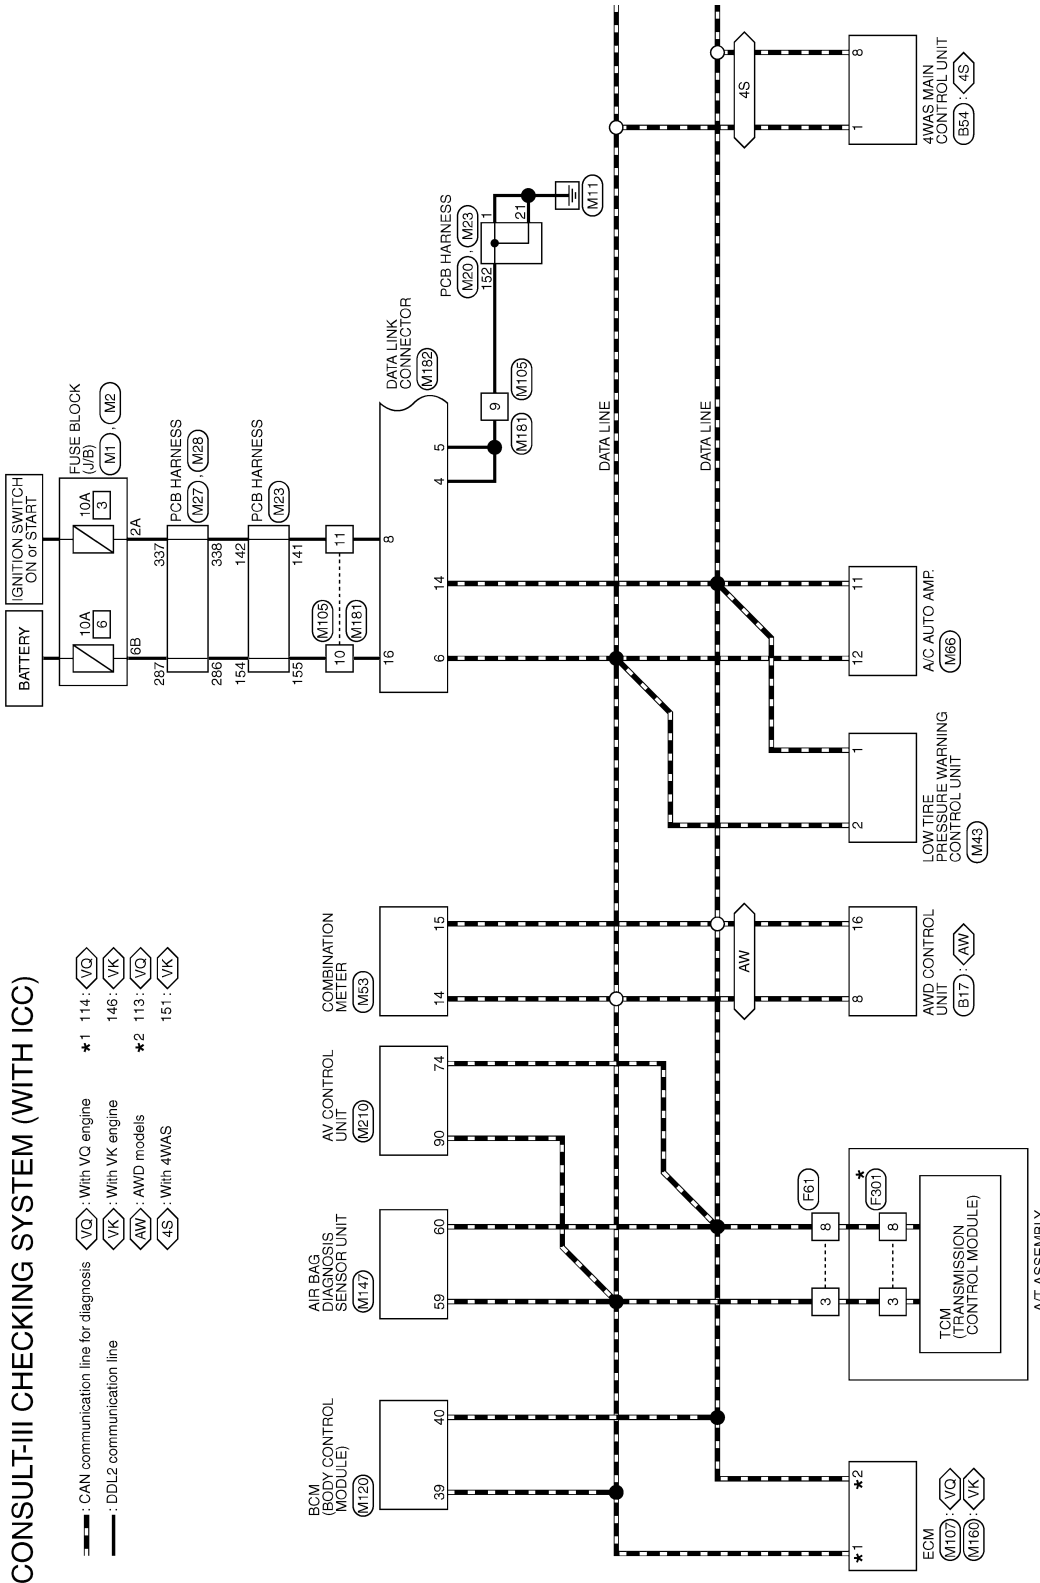 CONSULT-III CHECKING SYSTEM (WITH ICC)
: CAN communication line for diagnosis
: DDL2 communication line
VQ : With VQ engine
VK : With VK engine
AW : AWD models
4S : With 4WAS
*1 114 : VQ
146 : VK
*2 113 : VQ
151 : VK
BATTERY
IGNITION SWITCH
ON or START
FUSE BLOCK
(J/B)
M1 , M2
10A
6
10A
3
6B
2A
287
337
PCB HARNESS
M27 , M28
286
338
154
142
PCB HARNESS
M23
155
141
M105
10
11
M181
16
8
DATA LINK
CONNECTOR
M182
6
14
4
5
M181
9
M105
PCB HARNESS
M20 , M23
152
1
21
M11
BCM
(BODY CONTROL
MODULE)
M120
39
40
AIR BAG
DIAGNOSIS
SENSOR UNIT
M147
59
60
AV CONTROL
UNIT
M210
90
74
COMBINATION
METER
M53
14
15
DATA LINE
DATA LINE
AW
4S
*1
*2
ECM
M107 : VQ
M160 : VK
3
8
F61
3
8
*
F301
TCM
(TRANSMISSION
CONTROL MODULE)
A/T ASSEMBLY
8
16
AWD CONTROL
UNIT
B17 : AW
2
1
LOW TIRE
PRESSURE WARNING
CONTROL UNIT
M43
12
11
A/C AUTO AMP.
M66
1
8
4WAS MAIN
CONTROL UNIT
B54 : 4S